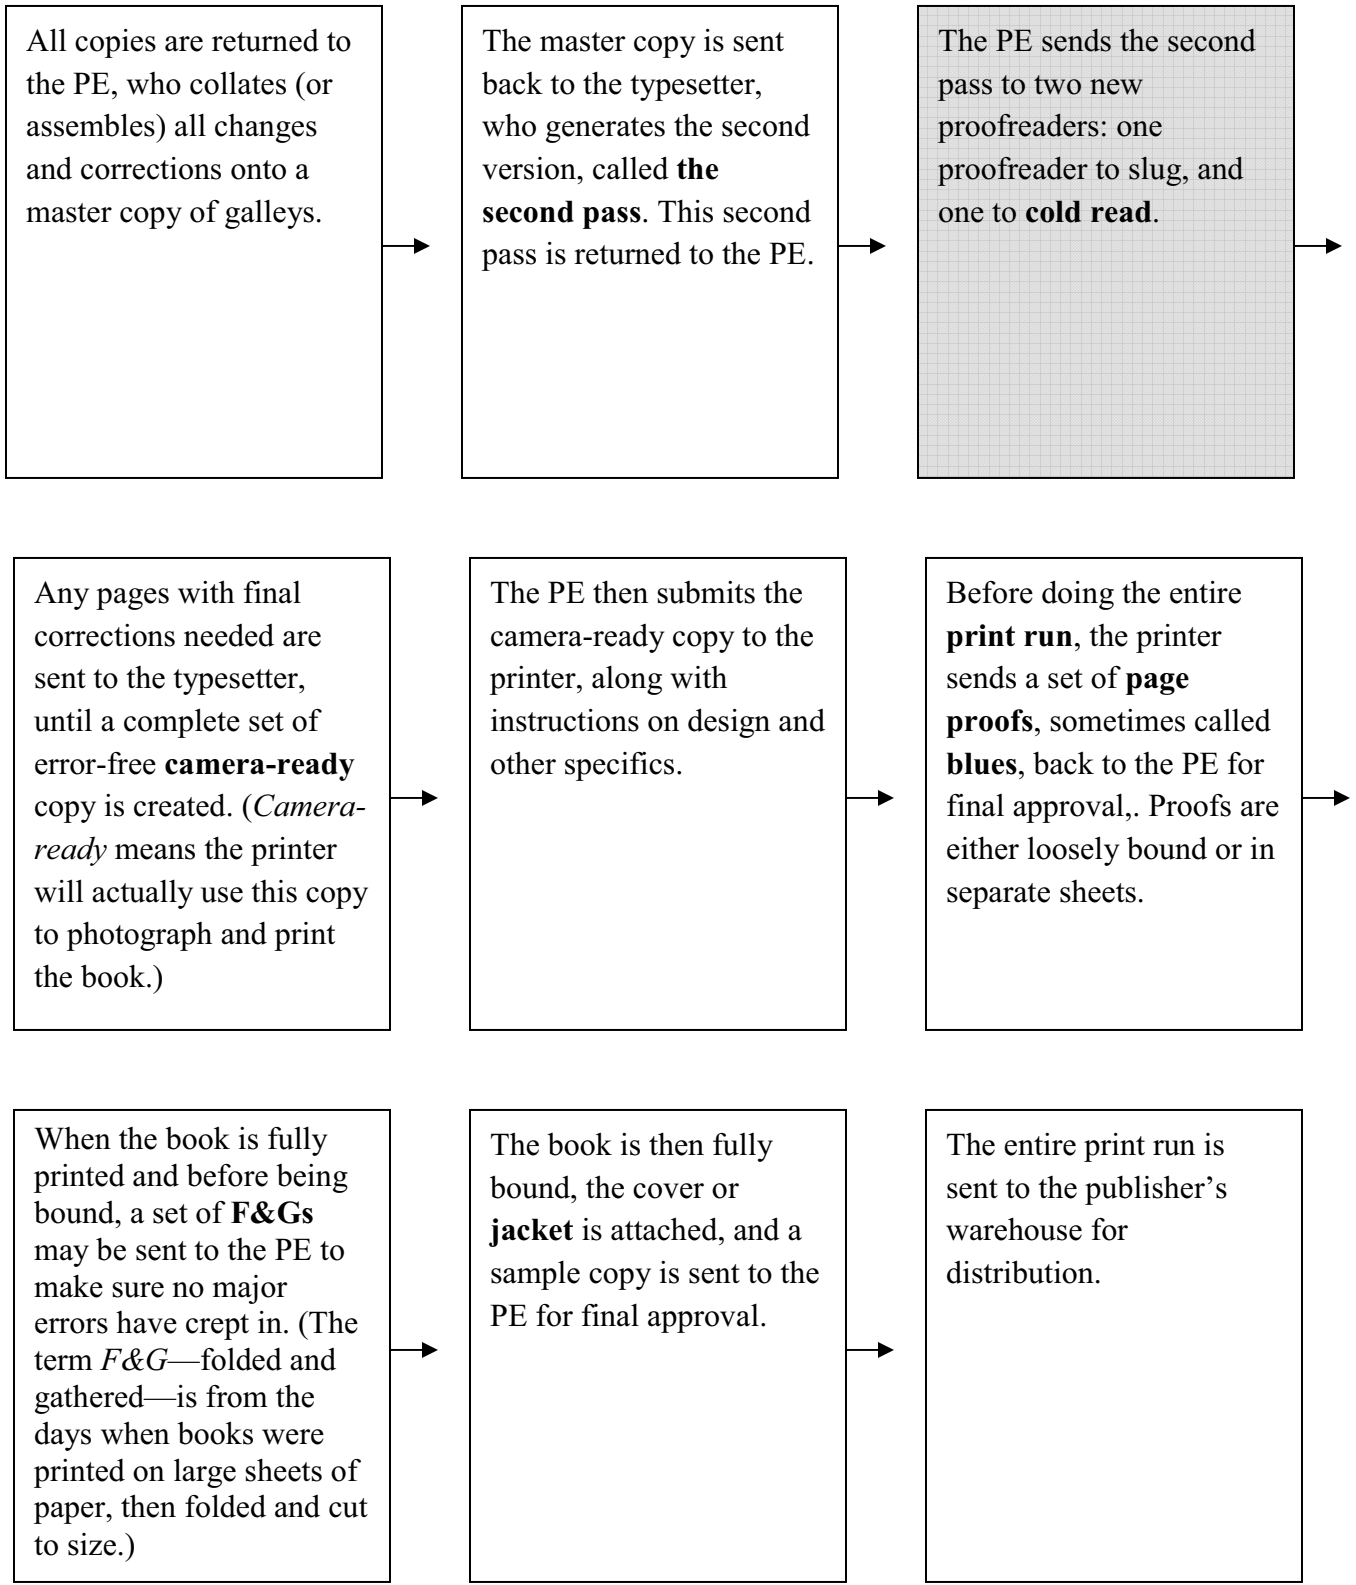 All copies are returned to
the PE, who collates (or
assembles) all changes
and corrections onto a
master copy of galleys.
The master copy is sent
back to the typesetter,
who generates the second
version, called the
second pass. This second
pass is returned to the PE.
The PE sends the second
pass to two new
proofreaders: one
proofreader to slug, and
one to cold read.
Any pages with final
corrections needed are
sent to the typesetter,
until a complete set of
error-free camera-ready
copy is created. (Camera-
ready means the printer
will actually use this copy
to photograph and print
the book.)
The PE then submits the
camera-ready copy to the
printer, along with
instructions on design and
other specifics.
Before doing the entire
print run, the printer
sends a set of page
proofs, sometimes called
blues, back to the PE for
final approval,. Proofs are
either loosely bound or in
separate sheets.
When the book is fully
printed and before being
bound, a set of F&Gs
may be sent to the PE to
make sure no major
errors have crept in. (The
term F&G—folded and
gathered—is from the
days when books were
printed on large sheets of
paper, then folded and cut
to size.)
The book is then fully
bound, the cover or
jacket is attached, and a
sample copy is sent to the
PE for final approval.
The entire print run is
sent to the publisher’s
warehouse for
distribution.